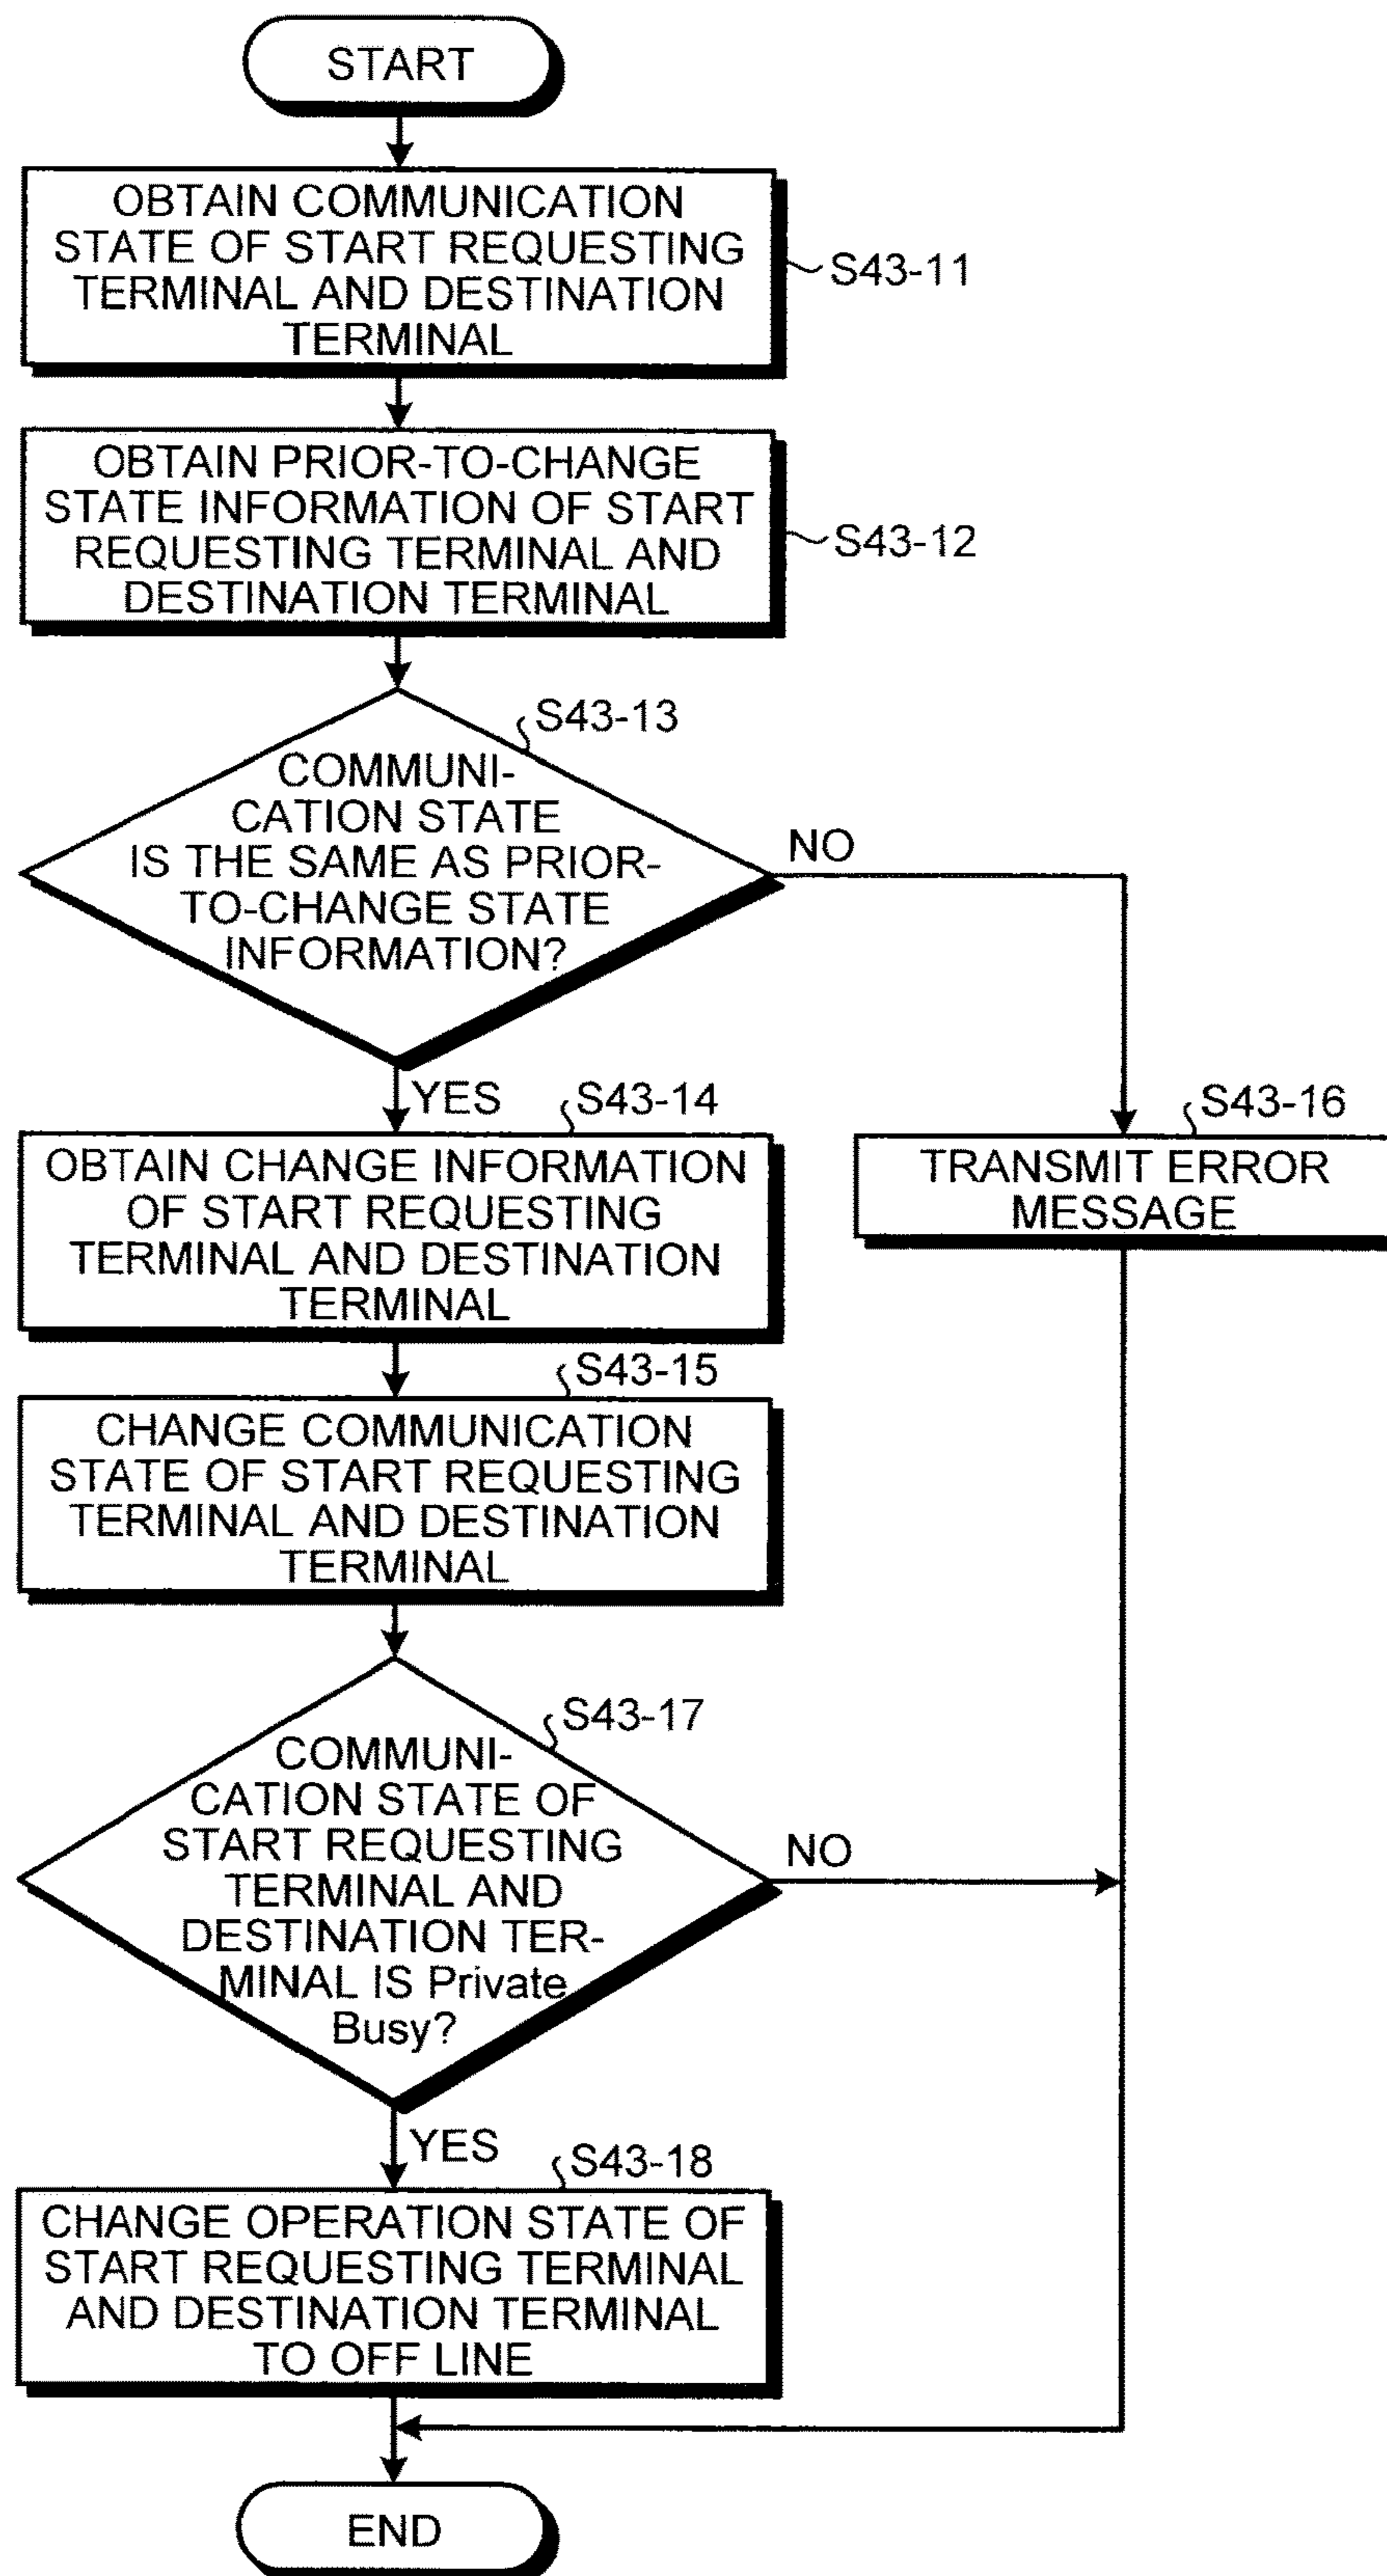 START
OBTAIN COMMUNICATION
STATE OF START REQUESTING
TERMINAL AND DESTINATION
TERMINAL
S43-11
OBTAIN PRIOR-TO-CHANGE
STATE INFORMATION OF START
REQUESTING TERMINAL AND
DESTINATION TERMINAL
S43-12
S43-13
COMMUNI-
CATION STATE
IS THE SAME AS PRIOR-
TO-CHANGE STATE
INFORMATION?
NO
YES
S43-14
OBTAIN CHANGE INFORMATION
OF START REQUESTING
TERMINAL AND DESTINATION
TERMINAL
S43-16
TRANSMIT ERROR
MESSAGE
S43-15
CHANGE COMMUNICATION
STATE OF START REQUESTING
TERMINAL AND DESTINATION
TERMINAL
S43-17
COMMUNI-
CATION STATE OF
START REQUESTING
TERMINAL AND
DESTINATION TER-
MINAL IS Private
Busy?
NO
YES
S43-18
CHANGE OPERATION STATE OF
START REQUESTING TERMINAL
AND DESTINATION TERMINAL
TO OFF LINE
END